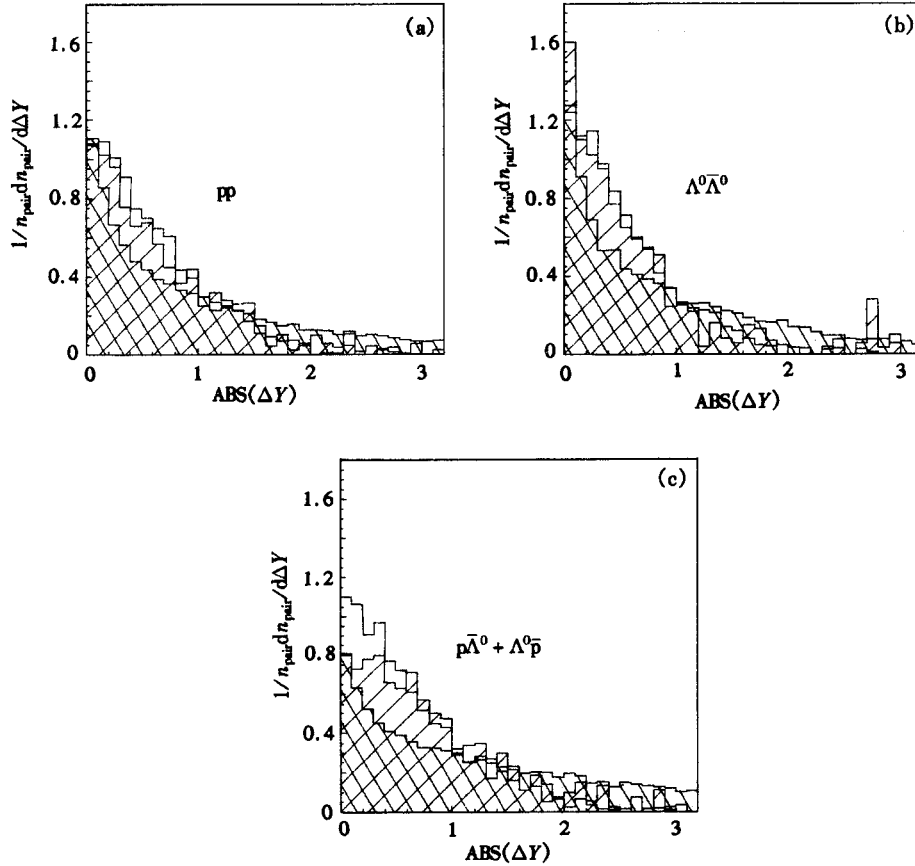 (a)
1/n_pair dn_pair/dΔY
1.6
1.2
0.8
0.4
0
pp
0 1 2 3
ABS(ΔY)
(b)
1/n_pair dn_pair/dΔY
1.6
1.2
0.8
0.4
0
Λ⁰Λ̄⁰
0 1 2 3
ABS(ΔY)
(c)
1/n_pair dn_pair/dΔY
1.6
1.2
0.8
0.4
0
pΛ̄⁰ + Λ⁰p̄
0 1 2 3
ABS(ΔY)